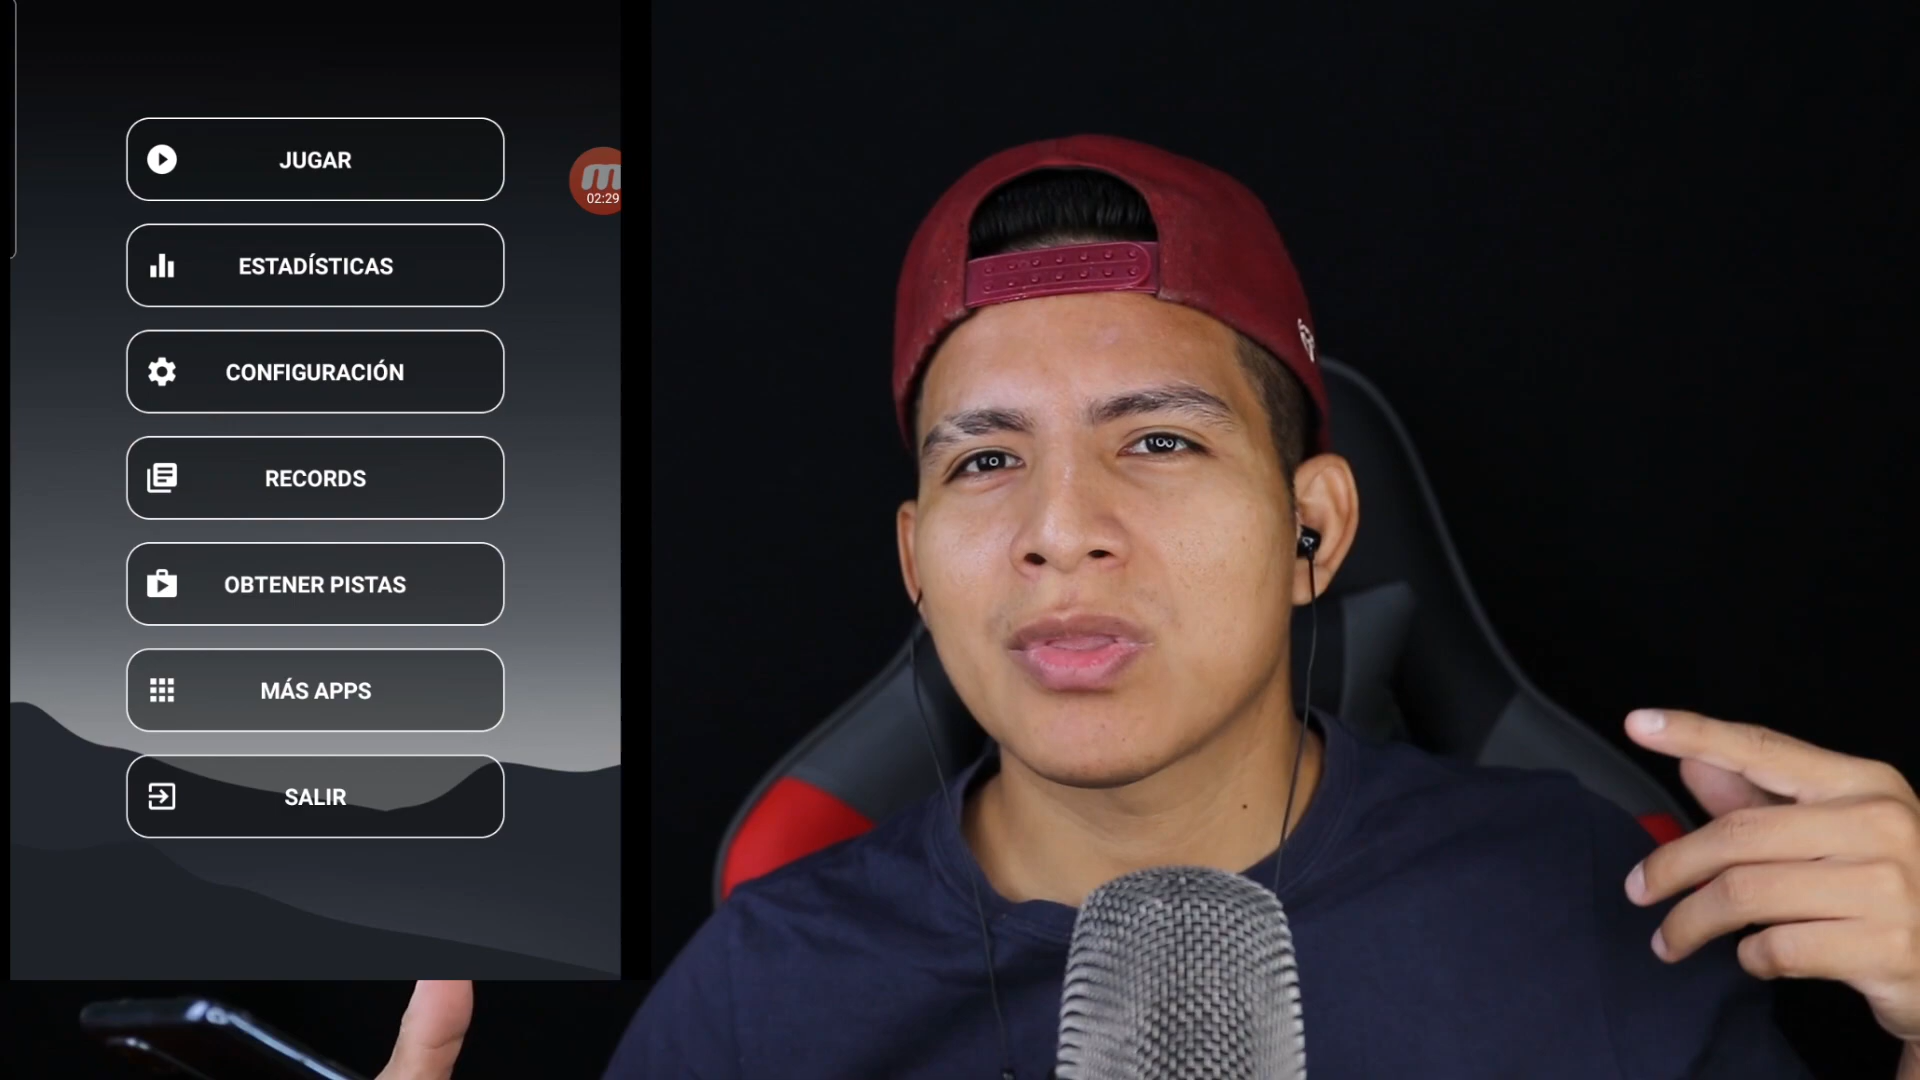 JUGAR
m
02:29
ESTADÍSTICAS
CONFIGURACIÓN
RECORDS
OBTENER PISTAS
MÁS APPS
SALIR